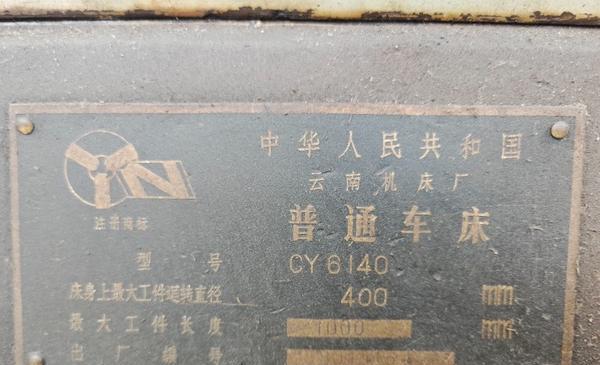 中华人民共和国
云南机床厂
YN
注册商标
普通车床
型号 CY6140
床身上最大工件运转直径 400 mm
最大工件长度 1000 mm
出厂编号